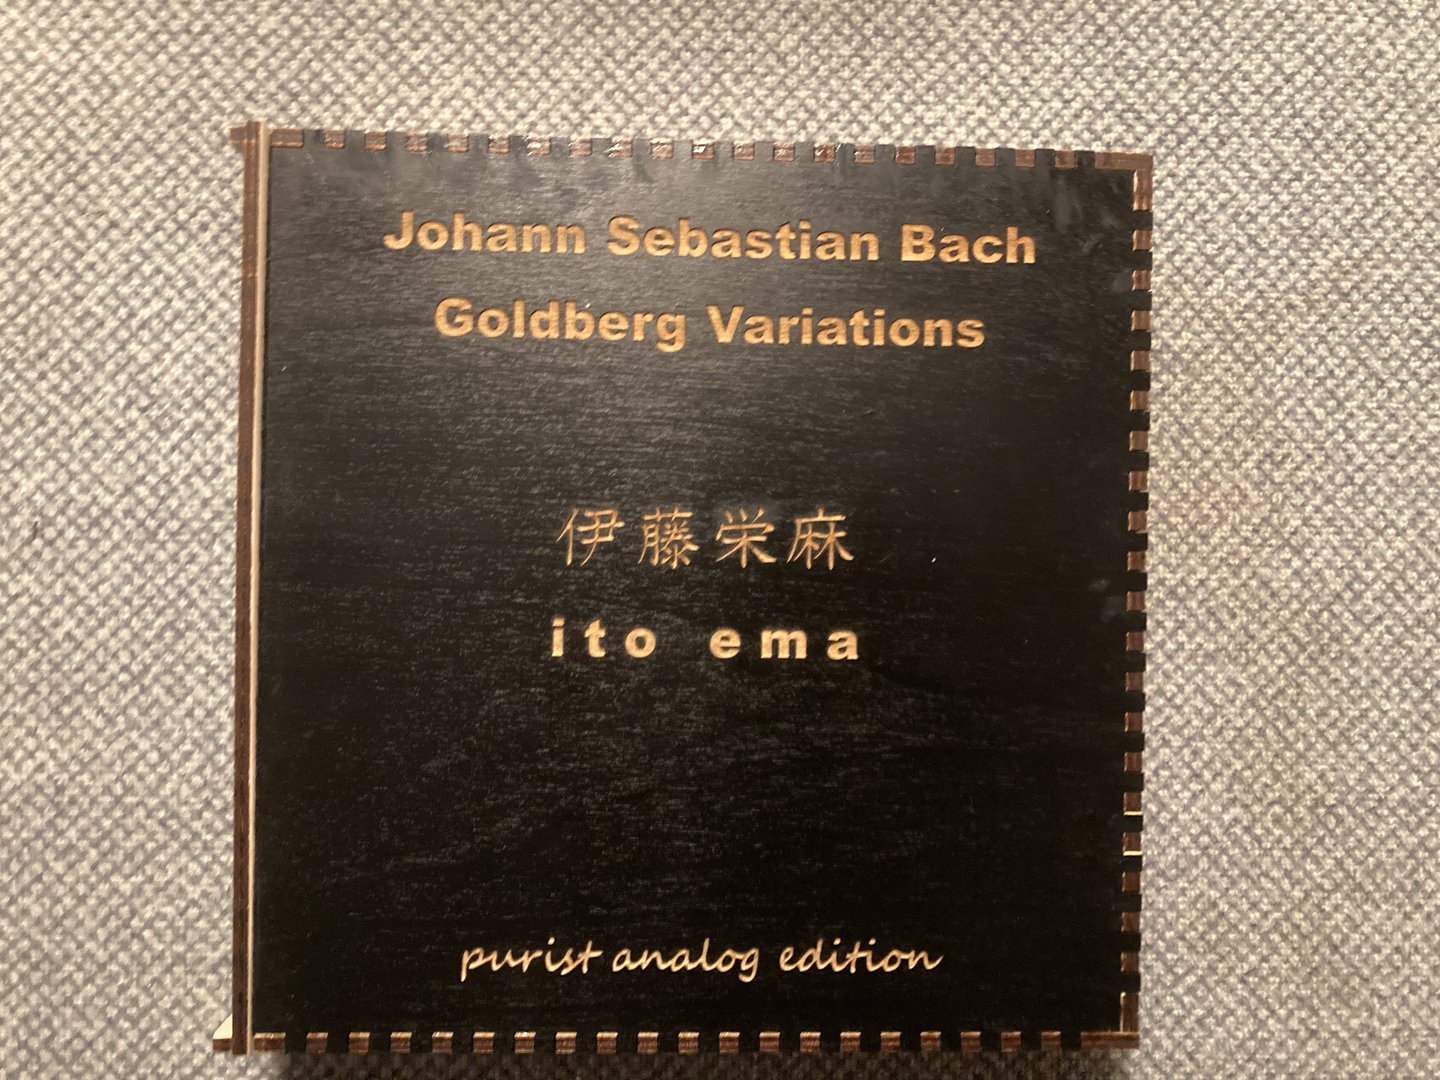 Johann Sebastian Bach
Goldberg Variations
伊藤栄麻
ito ema
purist analog edition